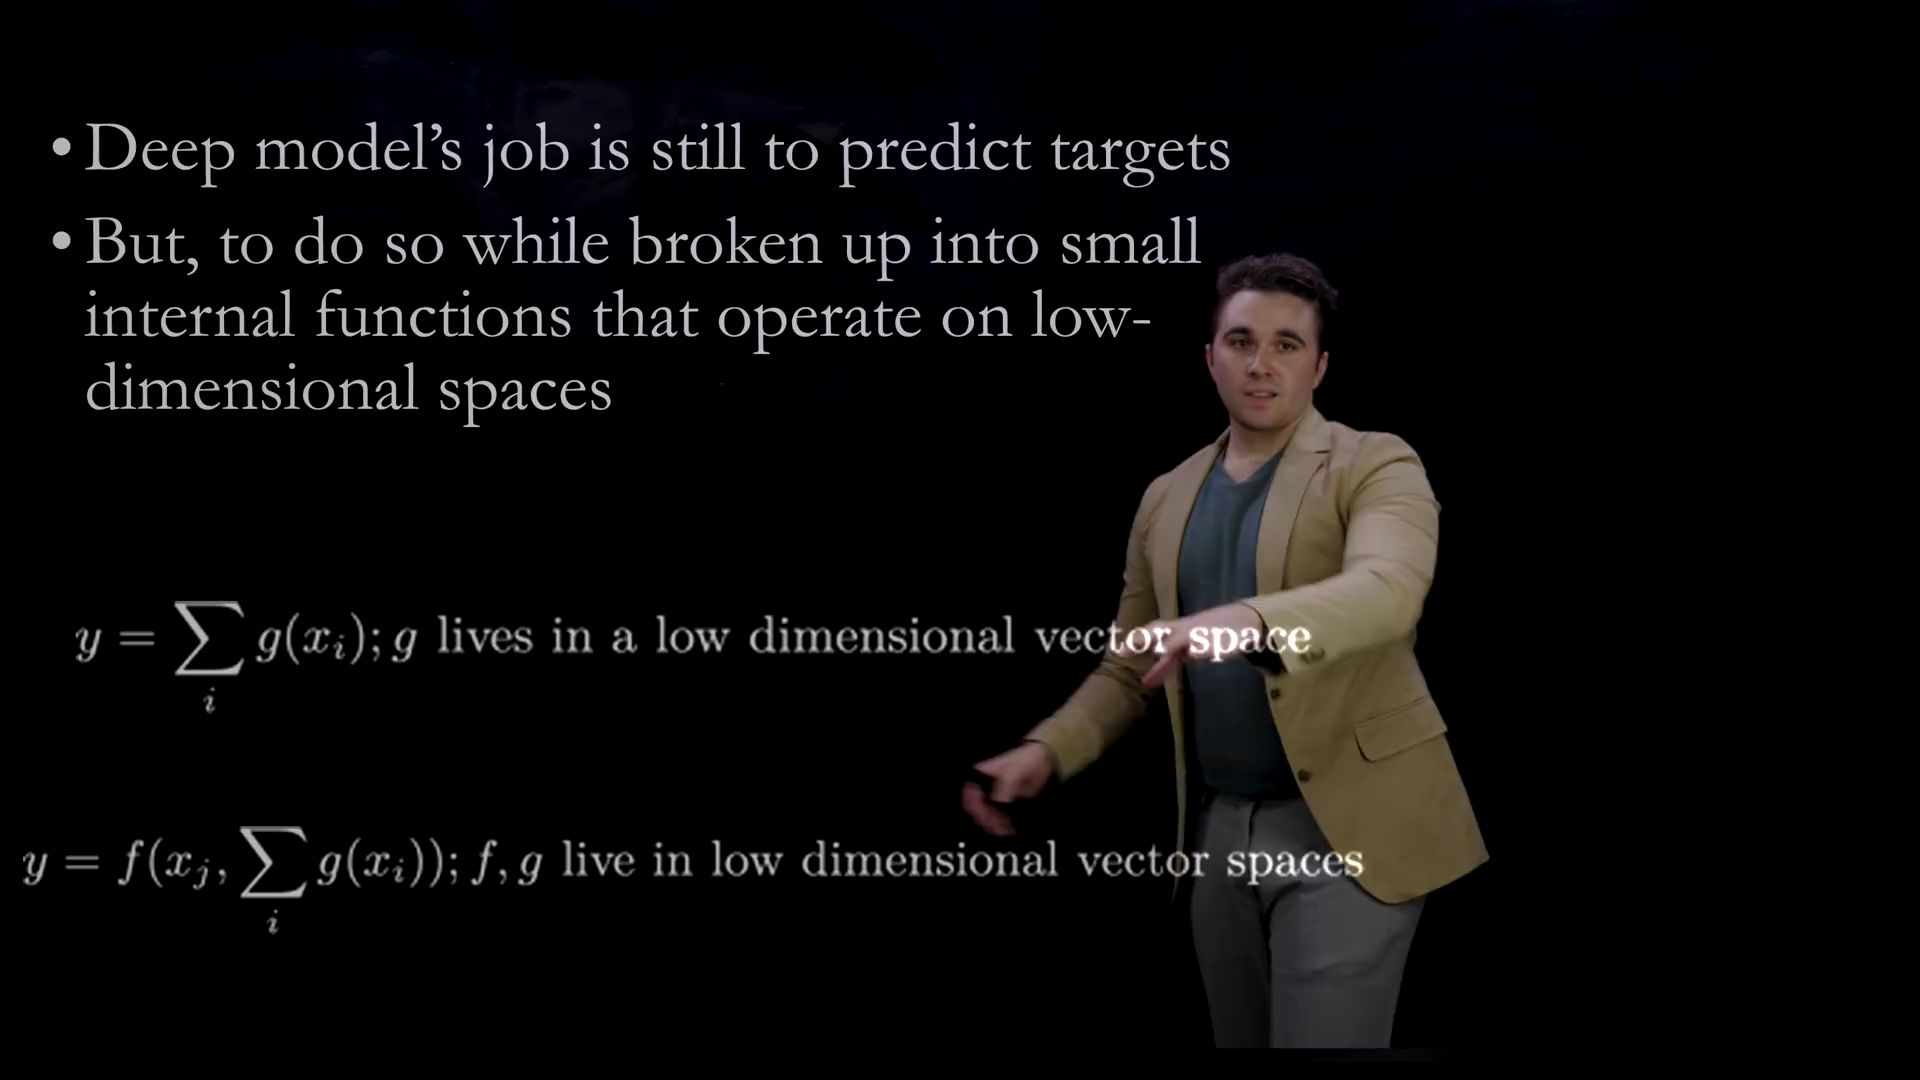 • Deep model’s job is still to predict targets
• But, to do so while broken up into small
internal functions that operate on low-
dimensional spaces
y = ∑_i g(x_i); g lives in a low dimensional vector space
y = f(x_j, ∑_i g(x_i)); f, g live in low dimensional vector spaces